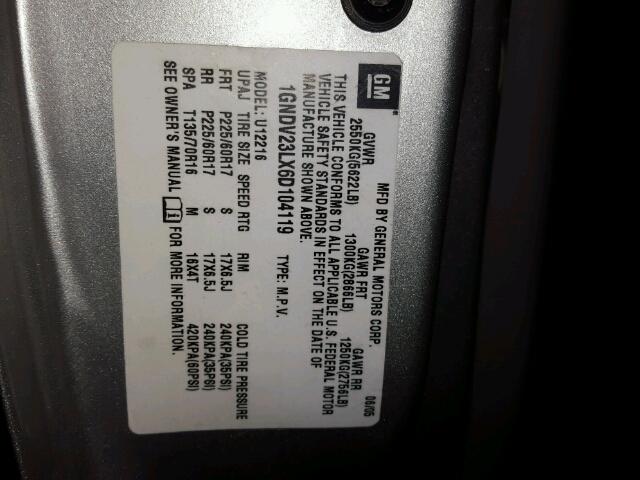 GM
MFD BY GENERAL MOTORS CORP. 06/05
GVWR GAWR FRT GAWR RR
2550KG(5622LB) 1300KG(2866LB) 1250KG(2756LB)
THIS VEHICLE CONFORMS TO ALL APPLICABLE U.S. FEDERAL MOTOR
VEHICLE SAFETY STANDARDS IN EFFECT ON THE DATE OF
MANUFACTURE SHOWN ABOVE.
1GNDV23LX6D104119 TYPE: M.P.V.
MODEL: U12216
UPAJ TIRE SIZE SPEED RTG RIM COLD TIRE PRESSURE
FRT P225/60R17 S 17X6.5J 240KPA(35PSI)
RR P225/60R17 S 17X6.5J 240KPA(35PSI)
SPA T135/70R16 M 16X4T 420KPA(60PSI)
SEE OWNER'S MANUAL i FOR MORE INFORMATION.